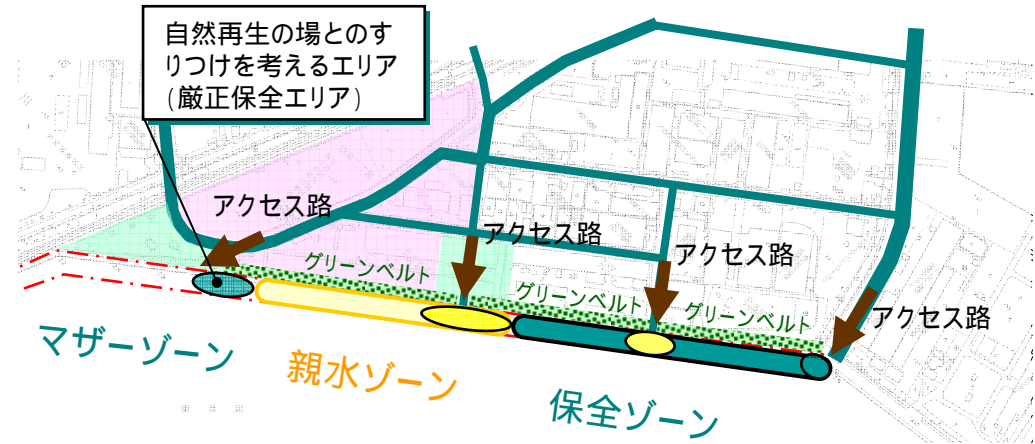 自然再生の場とのす
りつけを考えるエリア
(厳正保全エリア)
アクセス路
アクセス路
アクセス路
アクセス路
グリーンベルト
グリーンベルト
グリーンベルト
マザーゾーン
親水ゾーン
保全ゾーン